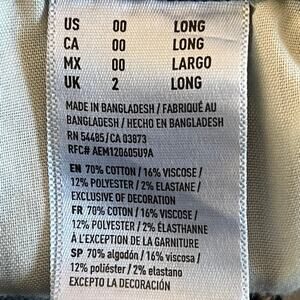 US 00 LONG
CA 00 LONG
MX 00 LARGO
UK 2 LONG
MADE IN BANGLADESH / FABRIQUÉ AU
BANGLADESH / HECHO EN BANGLADESH
RN 54485/CA 03873
RFC# AEM120605U9A
EN 70% COTTON / 16% VISCOSE /
12% POLYESTER / 2% ELASTANE /
EXCLUSIVE OF DECORATION
FR 70% COTON / 16% VISCOSE /
12% POLYESTER / 2% ÉLASTHANNE
À L'EXCEPTION DE LA GARNITURE
SP 70% algodón / 16% viscosa /
12% poliéster / 2% elastano